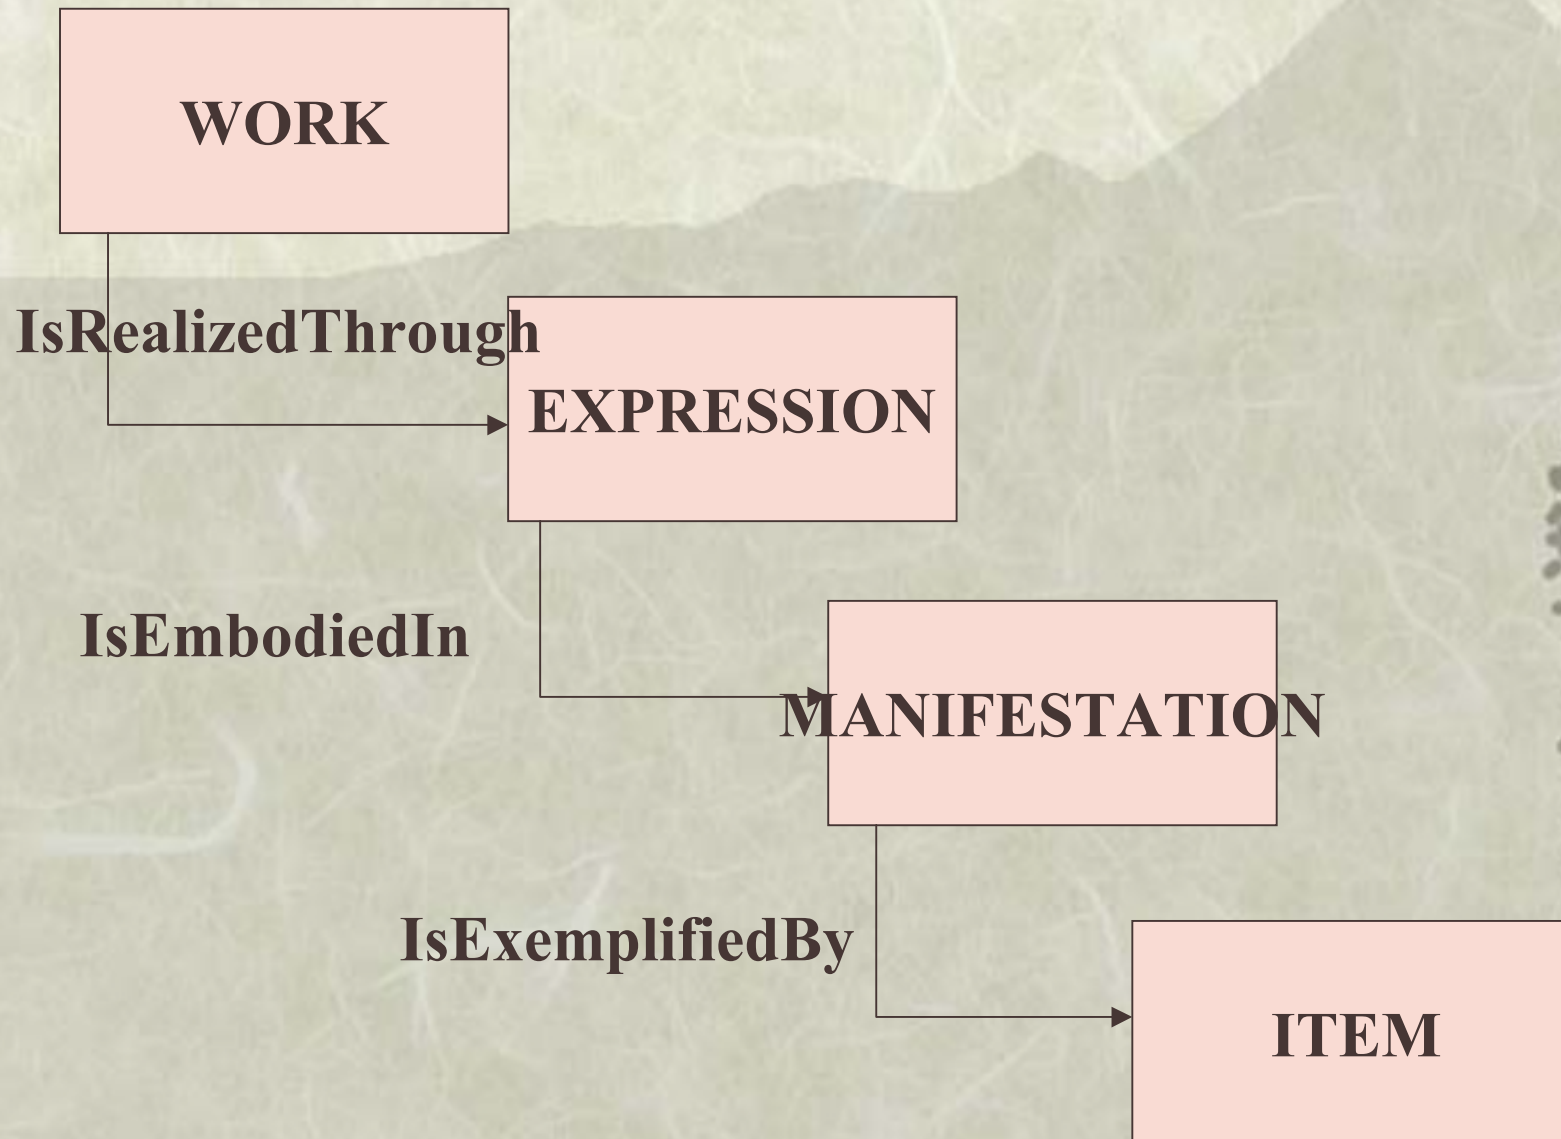 WORK
IsRealizedThrough
EXPRESSION
IsEmbodiedIn
MANIFESTATION
IsExemplifiedBy
ITEM